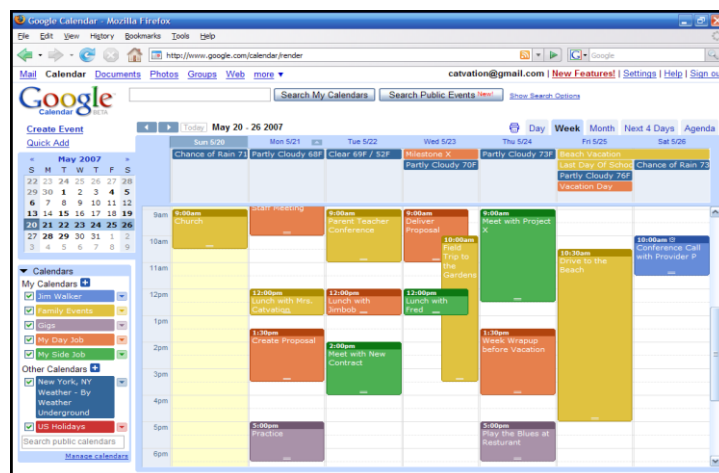 Google Calendar - Mozilla Firefox
File Edit View History Bookmarks Tools Help
http://www.google.com/calendar/render
Google
Mail Calendar Documents Photos Groups Web more ▼
catvation@gmail.com | New Features! | Settings | Help | Sign ou
Google
Calendar BETA
Search My Calendars Search Public Events New! Show Search Options
Create Event
Quick Add
Today May 20 - 26 2007
Day Week Month Next 4 Days Agenda
« May 2007 »
S M T W T F S
22 23 24 25 26 27 28
29 30 1 2 3 4 5
6 7 8 9 10 11 12
13 14 15 16 17 18 19
20 21 22 23 24 25 26
27 28 29 30 31 1 2
3 4 5 6 7 8 9
Calendars
My Calendars
Jim Walker
Family Events
Gigs
My Day Job
My Side Job
Other Calendars
New York, NY
Weather - By
Weather
Underground
US Holidays
Search public calendars
Manage calendars
Sun 5/20 Mon 5/21 Tue 5/22 Wed 5/23 Thu 5/24 Fri 5/25 Sat 5/26
Chance of Rain 71 Partly Cloudy 68F Clear 69F / 52F Milestone X Partly Cloudy 73F Beach Vacation
Partly Cloudy 70F Last Day Of Schoo Chance of Rain 73
Partly Cloudy 76F
Vacation Day
9am
10am
11am
12pm
1pm
2pm
3pm
4pm
5pm
6pm
9:00am
Church
Staff Meeting
12:00pm
Lunch with Mrs.
Catvation
1:30pm
Create Proposal
5:00pm
Practice
9:00am
Parent Teacher
Conference
12:00pm
Lunch with
Jimbob
2:00pm
Meet with New
Contract
9:00am
Deliver
Proposal
10:00am
Field
Trip to
the
Gardens
12:00pm
Lunch with
Fred
9:00am
Meet with Project
X
1:30pm
Week Wrapup
before Vacation
5:00pm
Play the Blues at
Resturant
10:30am
Drive to the
Beach
10:00am
Conference Call
with Provider P